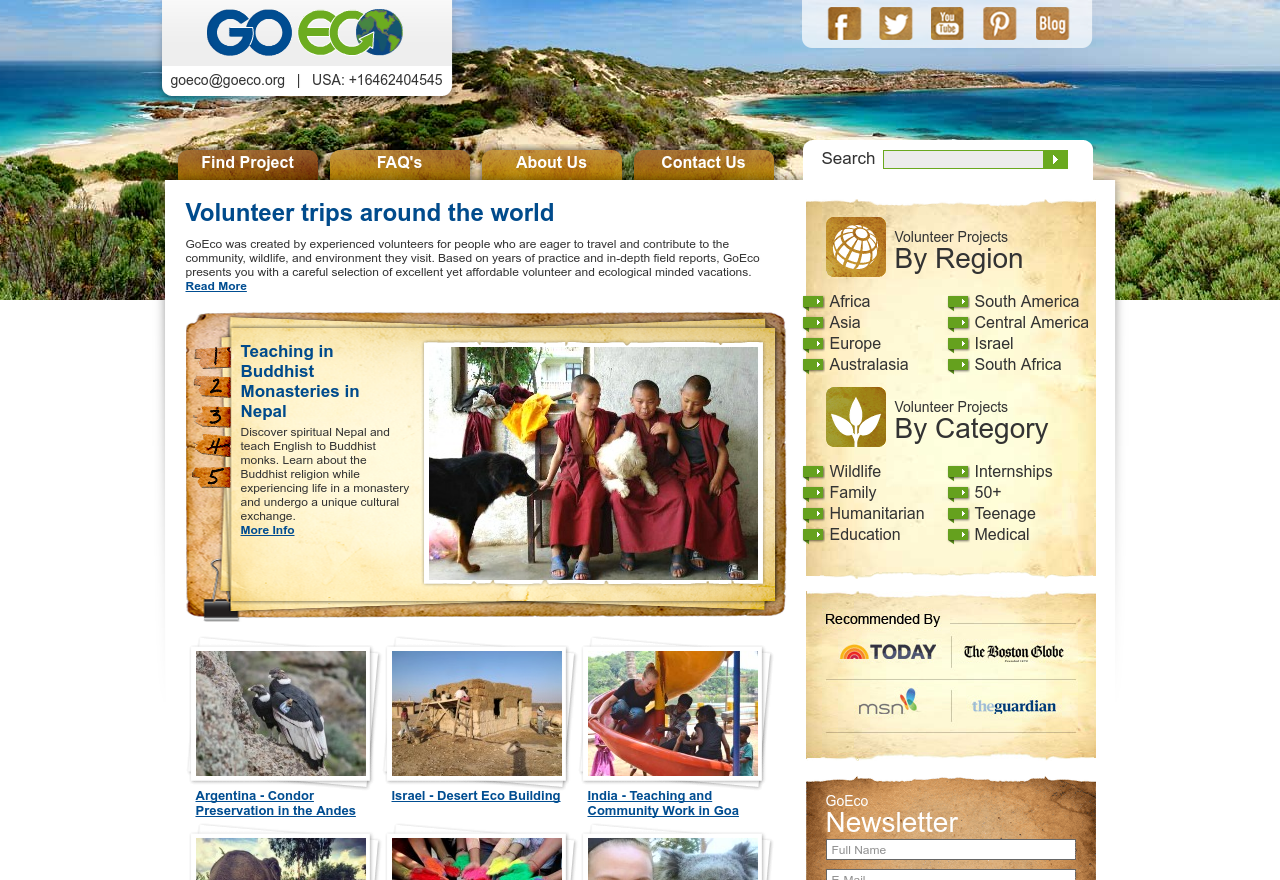 GO ECO
goeco@goeco.org | USA: +16462404545
f
You
Tube
Blog
Find Project
FAQ's
About Us
Contact Us
Search
Volunteer trips around the world
GoEco was created by experienced volunteers for people who are eager to travel and contribute to the
community, wildlife, and environment they visit. Based on years of practice and in-depth field reports, GoEco
presents you with a careful selection of excellent yet affordable volunteer and ecological minded vacations.
Read More
1
2
3
4
5
Teaching in
Buddhist
Monasteries in
Nepal
Discover spiritual Nepal and
teach English to Buddhist
monks. Learn about the
Buddhist religion while
experiencing life in a monastery
and undergo a unique cultural
exchange.
More Info
Argentina - Condor
Preservation in the Andes
Israel - Desert Eco Building
India - Teaching and
Community Work in Goa
Volunteer Projects
By Region
Africa
South America
Asia
Central America
Europe
Israel
Australasia
South Africa
Volunteer Projects
By Category
Wildlife
Internships
Family
50+
Humanitarian
Teenage
Education
Medical
Recommended By
TODAY
The Boston Globe
msn
theguardian
GoEco
Newsletter
Full Name
E-Mail